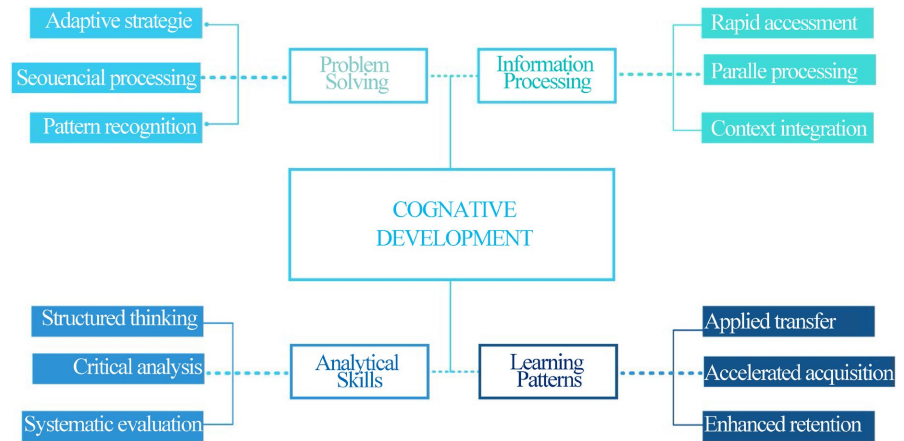 Adaptive strategie
Seouencial processing
Pattern recognition
Problem
Solving
Information
Processing
Rapid accessment
Paralle processing
Context integration
COGNATIVE
DEVELOPMENT
Structured thinking
Critical analysis
Systematic evaluation
Analytical
Skills
Learning
Patterns
Applied transfer
Accelerated acquisition
Enhanced retention